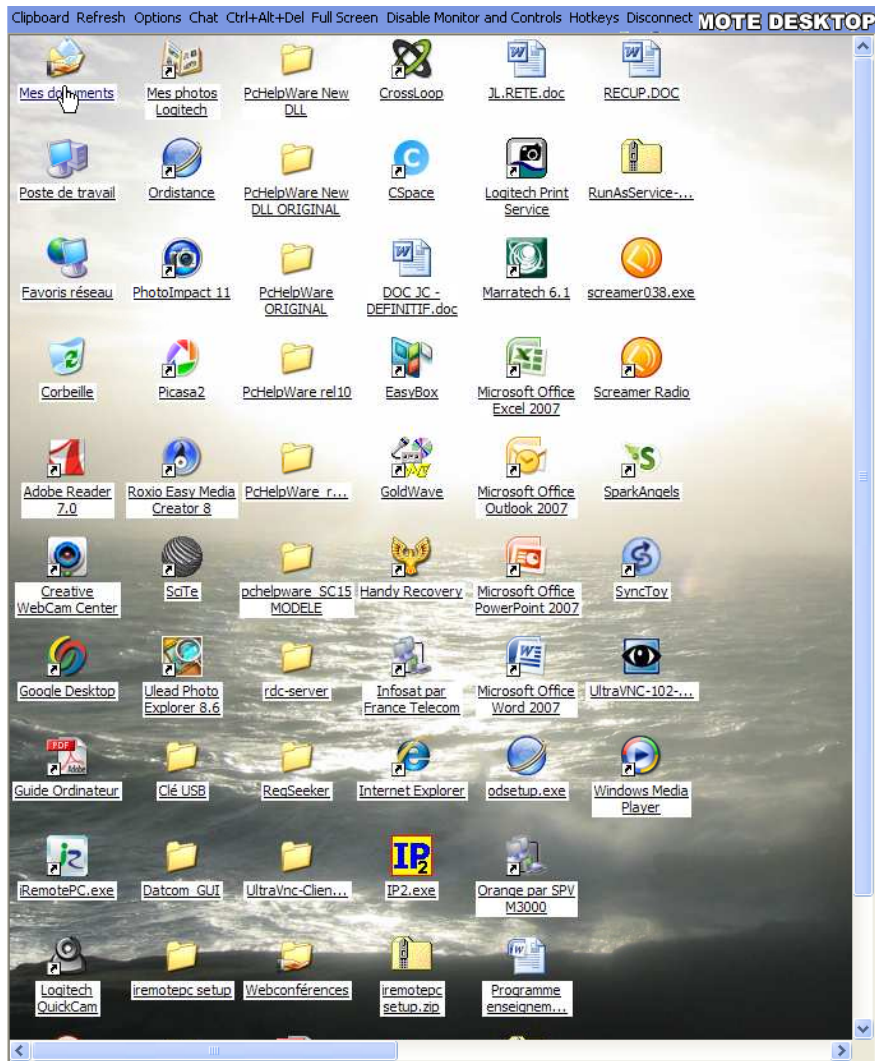 Clipboard Refresh Options Chat Ctrl+Alt+Del Full Screen Disable Monitor and Controls Hotkeys Disconnect MOTE DESKTOP
Mes documents
Mes photos
Logitech
PcHelpWare New
DLL
CrossLoop
JL.RETE.doc
RECUP.DOC
Poste de travail
Ordistance
PcHelpWare New
DLL ORIGINAL
CSpace
Logitech Print
Service
RunAsService-...
Favoris réseau
PhotoImpact 11
PcHelpWare
ORIGINAL
DOC JC -
DEFINITIF.doc
Marratech 6.1
screamer038.exe
Corbeille
Picasa2
PcHelpWare rel10
EasyBox
Microsoft Office
Excel 2007
Screamer Radio
Adobe Reader
7.0
Roxio Easy Media
Creator 8
PcHelpWare_r...
GoldWave
Microsoft Office
Outlook 2007
SparkAngels
Creative
WebCam Center
SciTe
pchelpware_SC15
MODELE
Handy Recovery
Microsoft Office
PowerPoint 2007
SyncToy
Google Desktop
Ulead Photo
Explorer 8.6
rdc-server
Infosat par
France Telecom
Microsoft Office
Word 2007
UltraVNC-102-...
PDF
Adobe
Guide Ordinateur
Clé USB
RegSeeker
Internet Explorer
odsetup.exe
Windows Media
Player
iRemotePC.exe
Datcom_GUI
UltraVnc-Clien...
IP2
IP2.exe
Orange par SPV
M3000
Logitech
QuickCam
iremotepc setup
Webconférences
iremotepc
setup.zip
Programme
enseignem...